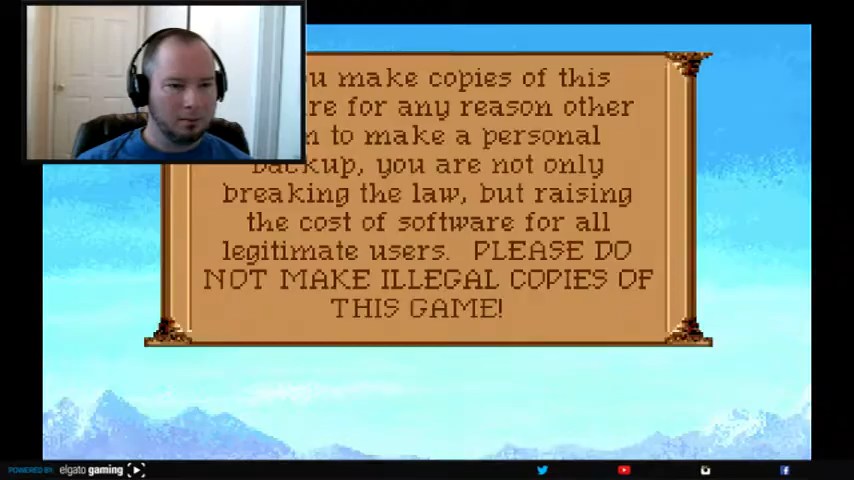 u make copies of this
re for any reason other
to make a personal
backup, you are not only
breaking the law, but raising
the cost of software for all
legitimate users. PLEASE DO
NOT MAKE ILLEGAL COPIES OF
THIS GAME!
POWERED BY: elgato gaming